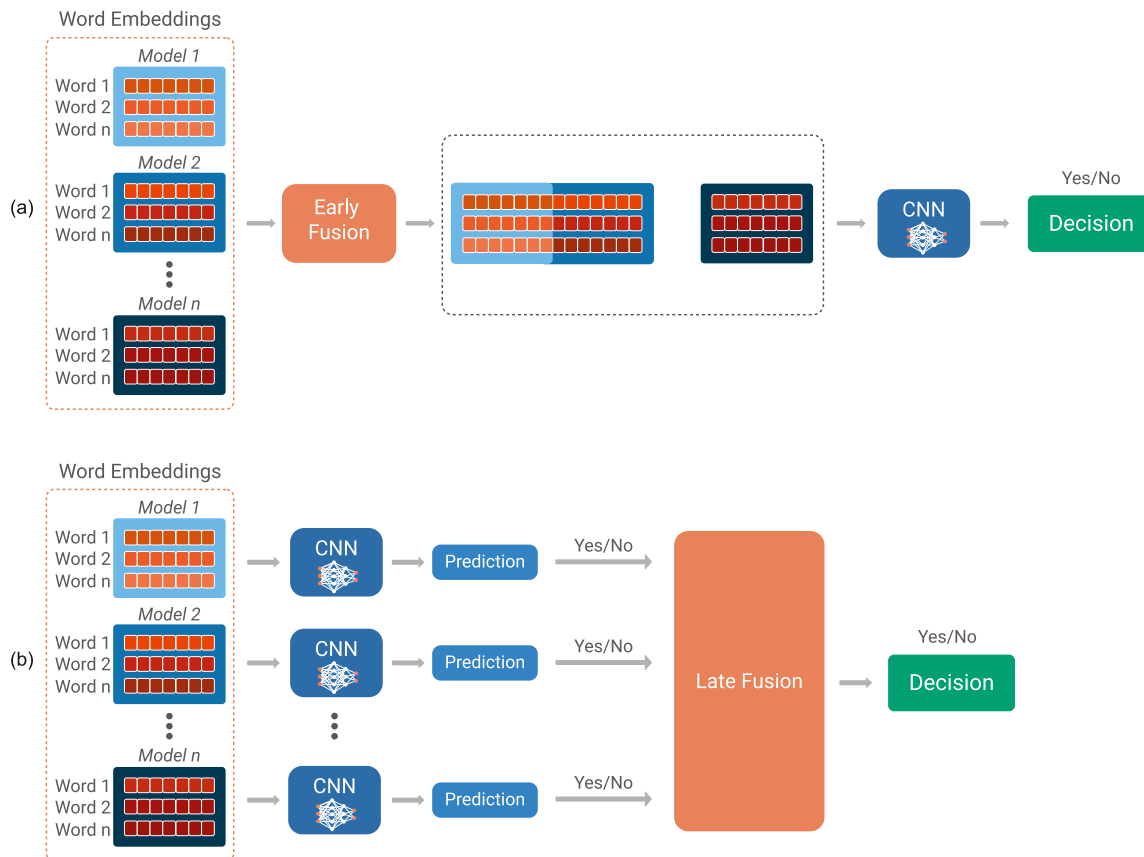 Word Embeddings
Model 1
Word 1
Word 2
Word n
Model 2
Word 1
Word 2
Word n
Model n
Word 1
Word 2
Word n
(a)
Early
Fusion
CNN
Yes/No
Decision
Word Embeddings
Model 1
Word 1
Word 2
Word n
CNN
Prediction
Yes/No
Model 2
Word 1
Word 2
Word n
(b)
CNN
Prediction
Yes/No
Model n
Word 1
Word 2
Word n
CNN
Prediction
Yes/No
Late Fusion
Yes/No
Decision